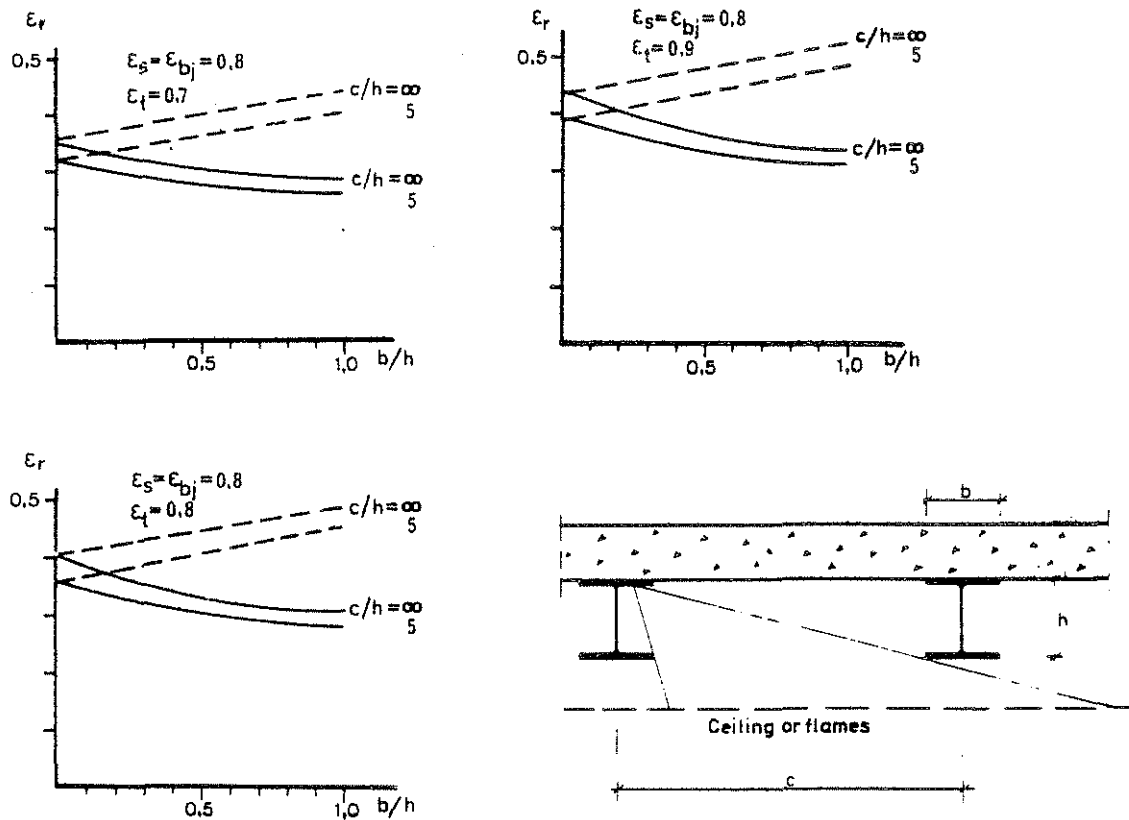 εr
0,5
εs = εbj = 0.8
εt = 0.7
c/h = ∞
5
c/h = ∞
5
0,5
1,0
b/h
εr
0,5
εs = εbj = 0.8
εt = 0.9
c/h = ∞
5
c/h = ∞
5
0,5
1,0
b/h
εr
0,5
εs = εbj = 0.8
εt = 0.8
c/h = ∞
5
c/h = ∞
5
0,5
1,0
b/h
b
h
Ceiling or flames
c